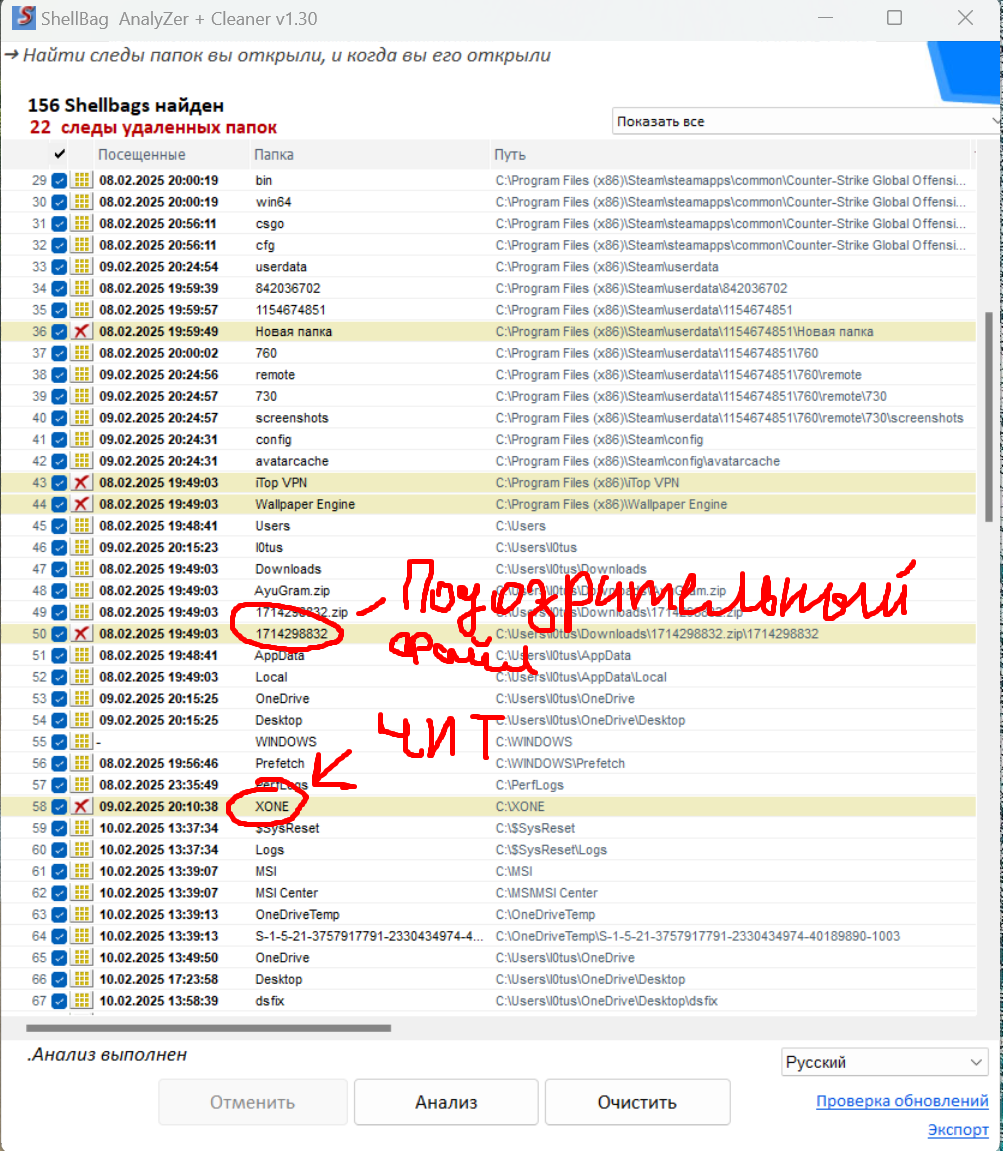 ShellBag AnalyZer + Cleaner v1.30
→ Найти следы папок вы открыли, и когда вы его открыли
156 Shellbags найден
22 следы удаленных папок
Показать все
Посещенные Папка Путь
29 08.02.2025 20:00:19 bin C:\Program Files (x86)\Steam\steamapps\common\Counter-Strike Global Offensi...
30 08.02.2025 20:00:19 win64 C:\Program Files (x86)\Steam\steamapps\common\Counter-Strike Global Offensi...
31 08.02.2025 20:56:11 csgo C:\Program Files (x86)\Steam\steamapps\common\Counter-Strike Global Offensi...
32 08.02.2025 20:56:11 cfg C:\Program Files (x86)\Steam\steamapps\common\Counter-Strike Global Offensi...
33 09.02.2025 20:24:54 userdata C:\Program Files (x86)\Steam\userdata
34 08.02.2025 19:59:39 842036702 C:\Program Files (x86)\Steam\userdata\842036702
35 08.02.2025 19:59:57 1154674851 C:\Program Files (x86)\Steam\userdata\1154674851
36 08.02.2025 19:59:49 Новая папка C:\Program Files (x86)\Steam\userdata\1154674851\Новая папка
37 08.02.2025 20:00:02 760 C:\Program Files (x86)\Steam\userdata\1154674851\760
38 09.02.2025 20:24:56 remote C:\Program Files (x86)\Steam\userdata\1154674851\760\remote
39 09.02.2025 20:24:57 730 C:\Program Files (x86)\Steam\userdata\1154674851\760\remote\730
40 09.02.2025 20:24:57 screenshots C:\Program Files (x86)\Steam\userdata\1154674851\760\remote\730\screenshots
41 09.02.2025 20:24:31 config C:\Program Files (x86)\Steam\config
42 09.02.2025 20:24:31 avatarcache C:\Program Files (x86)\Steam\config\avatarcache
43 08.02.2025 19:49:03 iTop VPN C:\Program Files (x86)\iTop VPN
44 08.02.2025 19:49:03 Wallpaper Engine C:\Program Files (x86)\Wallpaper Engine
45 08.02.2025 19:48:41 Users C:\Users
46 09.02.2025 20:15:23 l0tus C:\Users\l0tus
47 08.02.2025 19:49:03 Downloads C:\Users\l0tus\Downloads
48 08.02.2025 19:49:03 AyuGram.zip C:\Users\l0tus\Downloads\AyuGram.zip
Подозрительный
49 08.02.2025 19:49:03 1714298832.zip C:\Users\l0tus\Downloads\1714298832.zip
50 08.02.2025 19:49:03 1714298832 C:\Users\l0tus\Downloads\1714298832.zip\1714298832
файл
51 08.02.2025 19:48:41 AppData C:\Users\l0tus\AppData
52 08.02.2025 19:49:03 Local C:\Users\l0tus\AppData\Local
53 09.02.2025 20:15:25 OneDrive C:\Users\l0tus\OneDrive
54 09.02.2025 20:15:25 Desktop C:\Users\l0tus\OneDrive\Desktop
ЧИТ
55 - WINDOWS C:\WINDOWS
56 08.02.2025 19:56:46 Prefetch C:\WINDOWS\Prefetch
57 08.02.2025 23:35:49 PerfLogs C:\PerfLogs
58 09.02.2025 20:10:38 XONE C:\XONE
59 10.02.2025 13:37:34 $SysReset C:\$SysReset
60 10.02.2025 13:37:34 Logs C:\$SysReset\Logs
61 10.02.2025 13:39:07 MSI C:\MSI
62 10.02.2025 13:39:07 MSI Center C:\MSI\MSI Center
63 10.02.2025 13:39:13 OneDriveTemp C:\OneDriveTemp
64 10.02.2025 13:39:13 S-1-5-21-3757917791-2330434974-4... C:\OneDriveTemp\S-1-5-21-3757917791-2330434974-40189890-1003
65 10.02.2025 13:49:50 OneDrive C:\Users\l0tus\OneDrive
66 10.02.2025 17:23:58 Desktop C:\Users\l0tus\OneDrive\Desktop
67 10.02.2025 13:58:39 dsfix C:\Users\l0tus\OneDrive\Desktop\dsfix
.Анализ выполнен
Русский
Отменить Анализ Очистить
Проверка обновлений
Экспорт